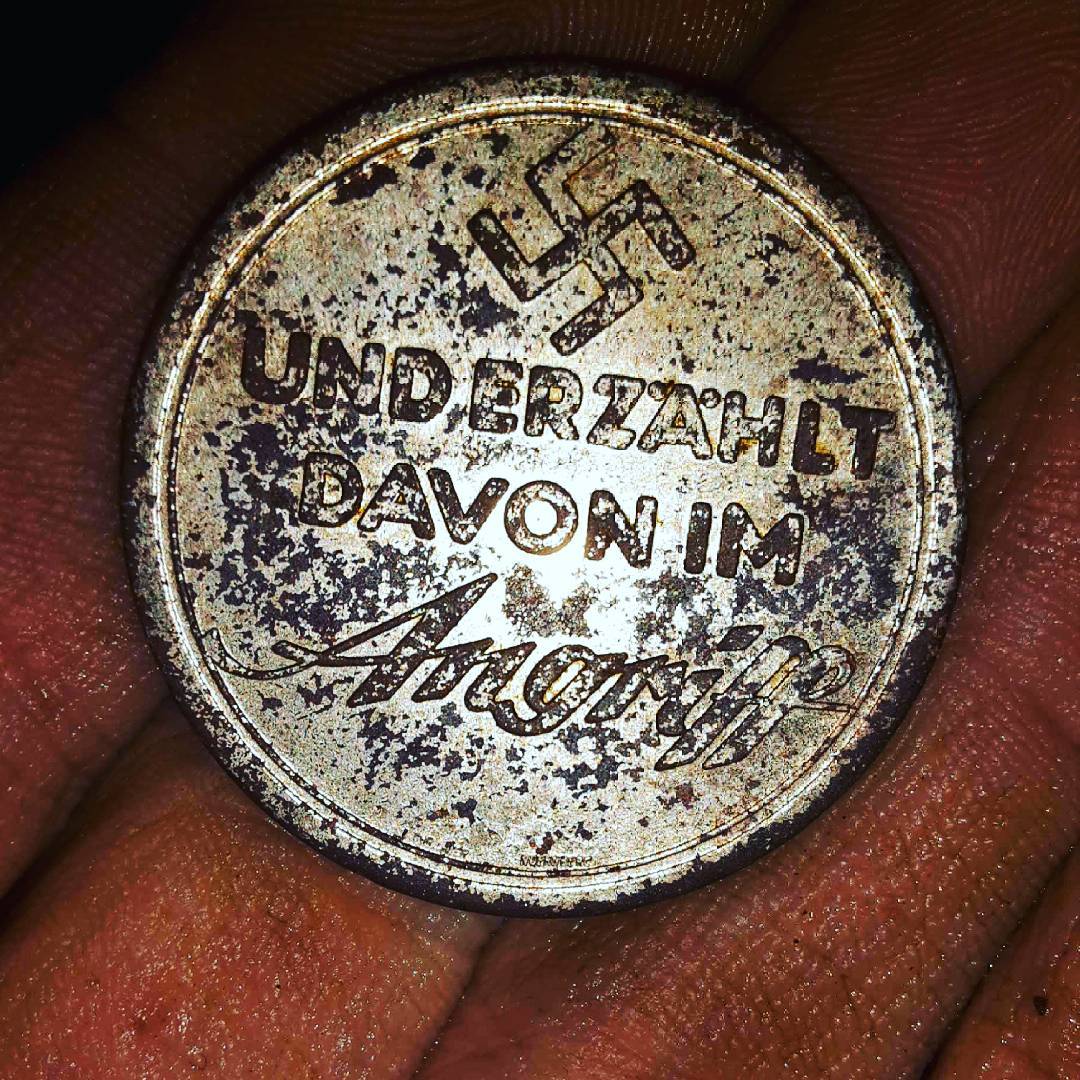 UND ERZÄHLT
DAVON IM
Angriff